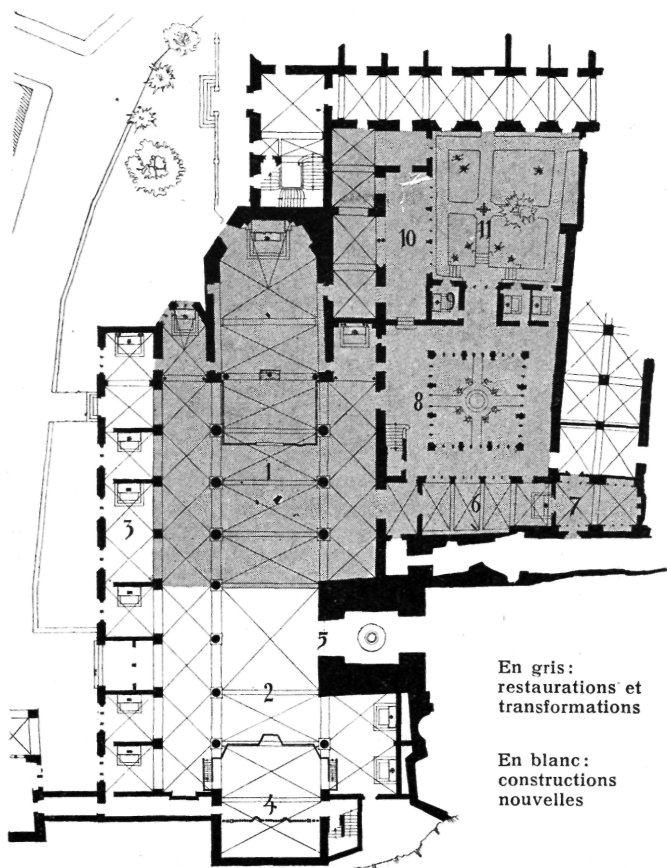 11
10
9
8
1
6
7
3
5
2
4
En gris :
restaurations et
transformations
En blanc :
constructions
nouvelles